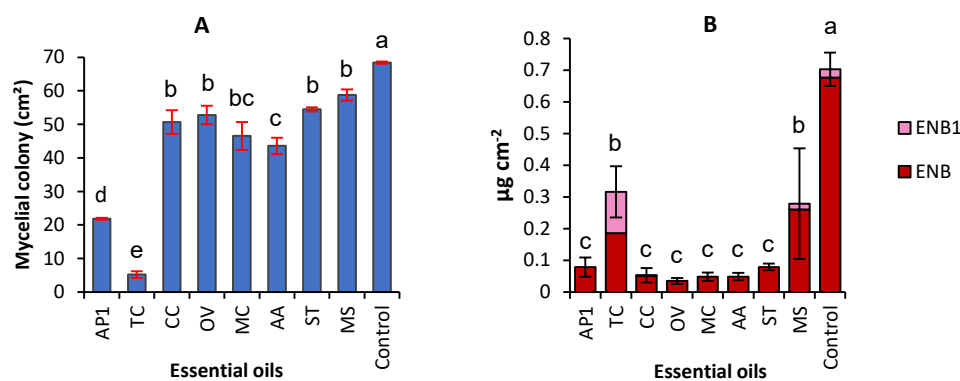 A
Mycelial colony (cm²)
70
60
50
40
30
20
10
0
d
e
b
b
bc
c
b
b
a
AP1
TC
CC
OV
MC
AA
ST
MS
Control
Essential oils
B
µg cm⁻²
0.8
0.7
0.6
0.5
0.4
0.3
0.2
0.1
0
c
b
c
c
c
c
c
b
a
AP1
TC
CC
OV
MC
AA
ST
MS
Control
Essential oils
ENB1
ENB